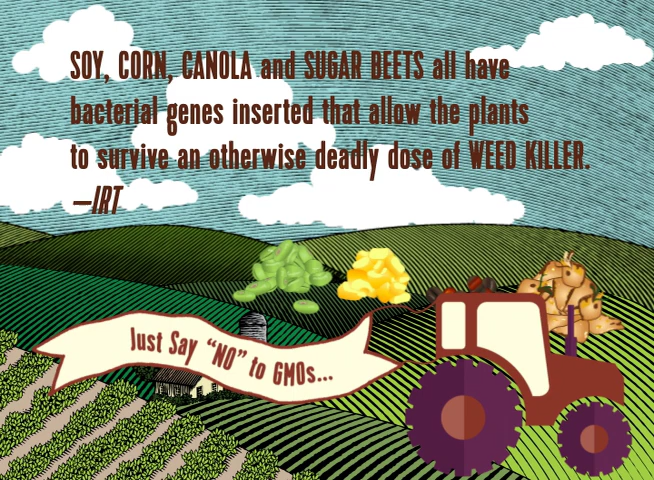 SOY, CORN, CANOLA and SUGAR BEETS all have
bacterial genes inserted that allow the plants
to survive an otherwise deadly dose of WEED KILLER.
—IRT
Just Say “NO” to GMOs...